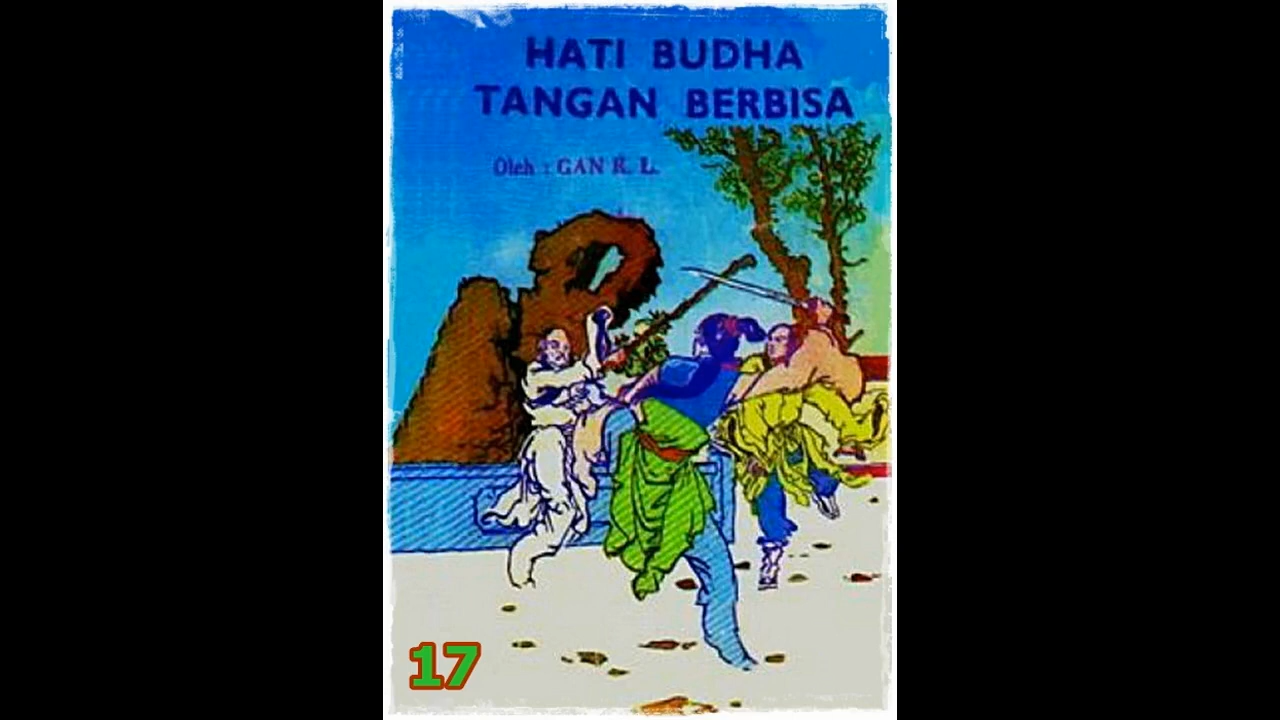 HATI BUDHA
TANGAN BERBISA
Oleh : GAN K. L.
17